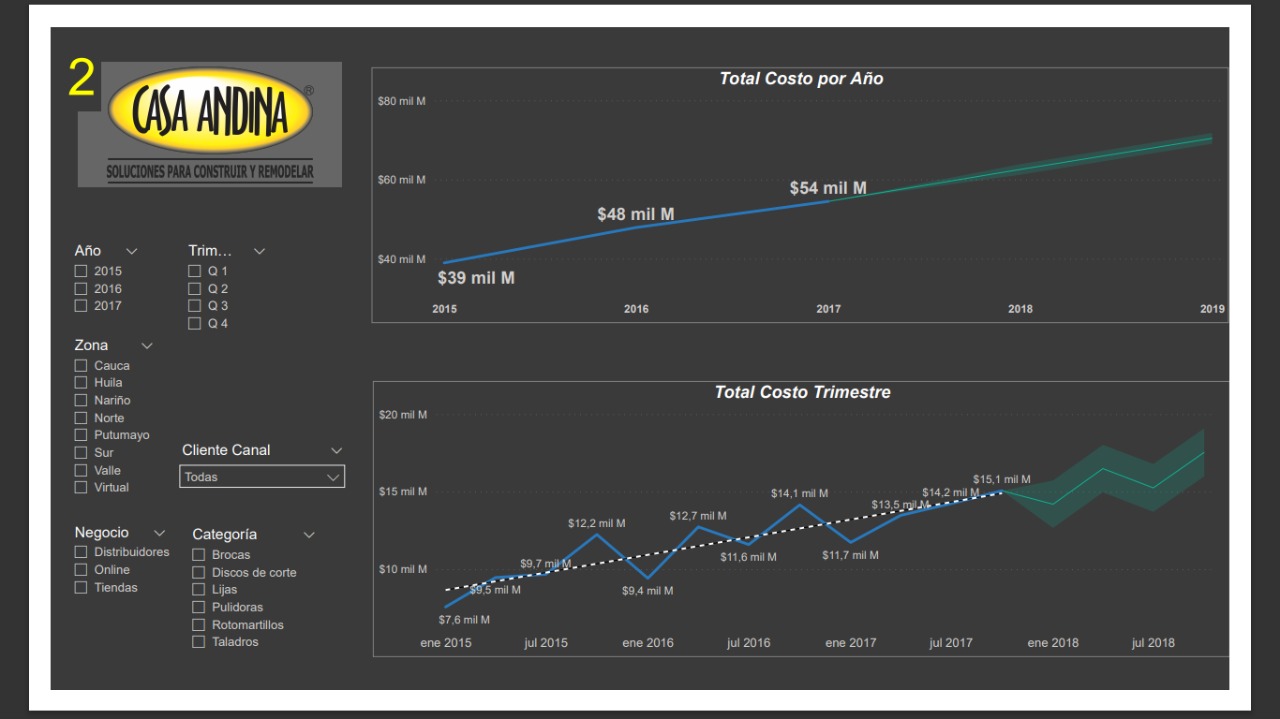 2
CASA ANDINA ®
SOLUCIONES PARA CONSTRUIR Y REMODELAR
Año
2015
2016
2017
Trim…
Q 1
Q 2
Q 3
Q 4
Zona
Cauca
Huila
Nariño
Norte
Putumayo
Sur
Valle
Virtual
Cliente Canal
Todas
Negocio
Distribuidores
Online
Tiendas
Categoría
Brocas
Discos de corte
Lijas
Pulidoras
Rotomartillos
Taladros
Total Costo por Año
$80 mil M
$60 mil M
$40 mil M
$39 mil M
$48 mil M
$54 mil M
2015 2016 2017 2018 2019
Total Costo Trimestre
$20 mil M
$15 mil M
$10 mil M
$7,6 mil M
$9,5 mil M
$9,7 mil M
$12,2 mil M
$9,4 mil M
$12,7 mil M
$11,6 mil M
$14,1 mil M
$11,7 mil M
$13,5 mil M
$14,2 mil M
$15,1 mil M
ene 2015 jul 2015 ene 2016 jul 2016 ene 2017 jul 2017 ene 2018 jul 2018